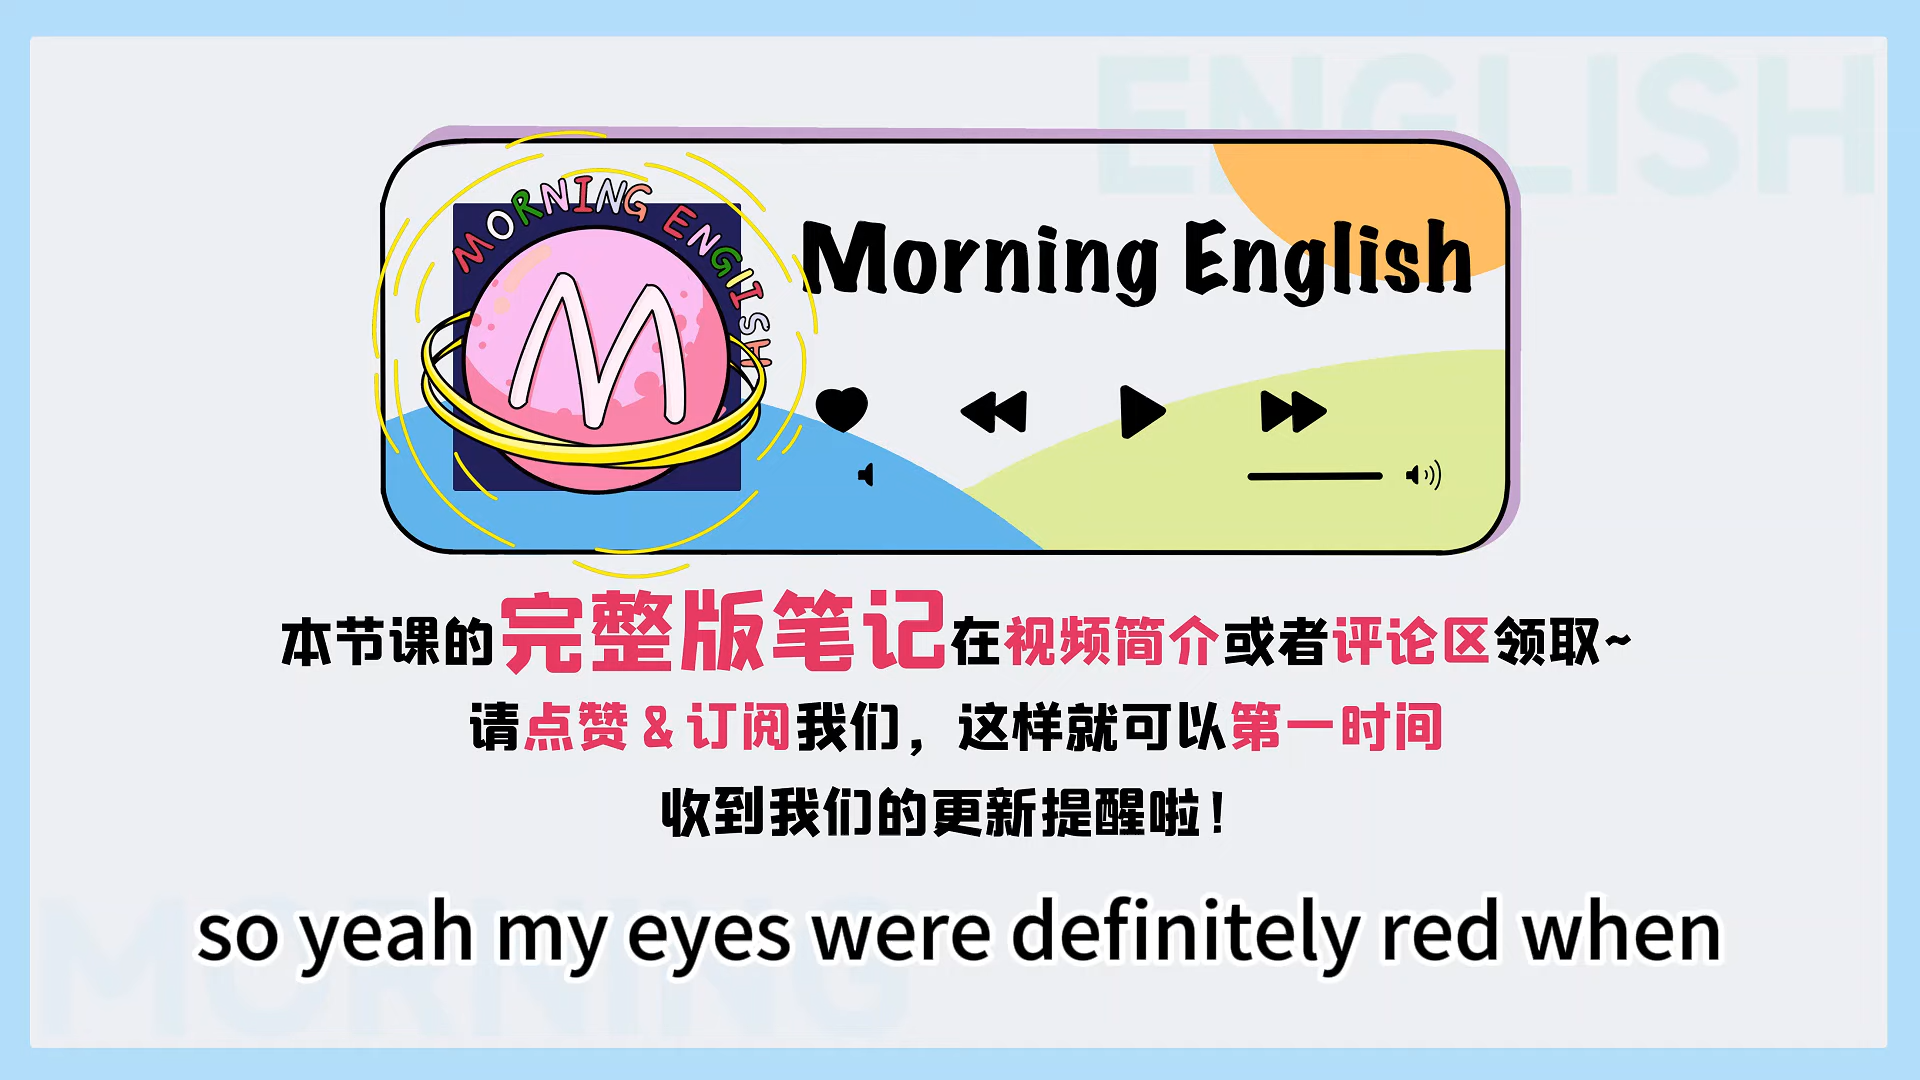 ENGLISH
MORNING ENGLISH
M
Morning English
本节课的完整版笔记在视频简介或者评论区领取~
请点赞&订阅我们，这样就可以第一时间
收到我们的更新提醒啦！
MORNING
so yeah my eyes were definitely red when